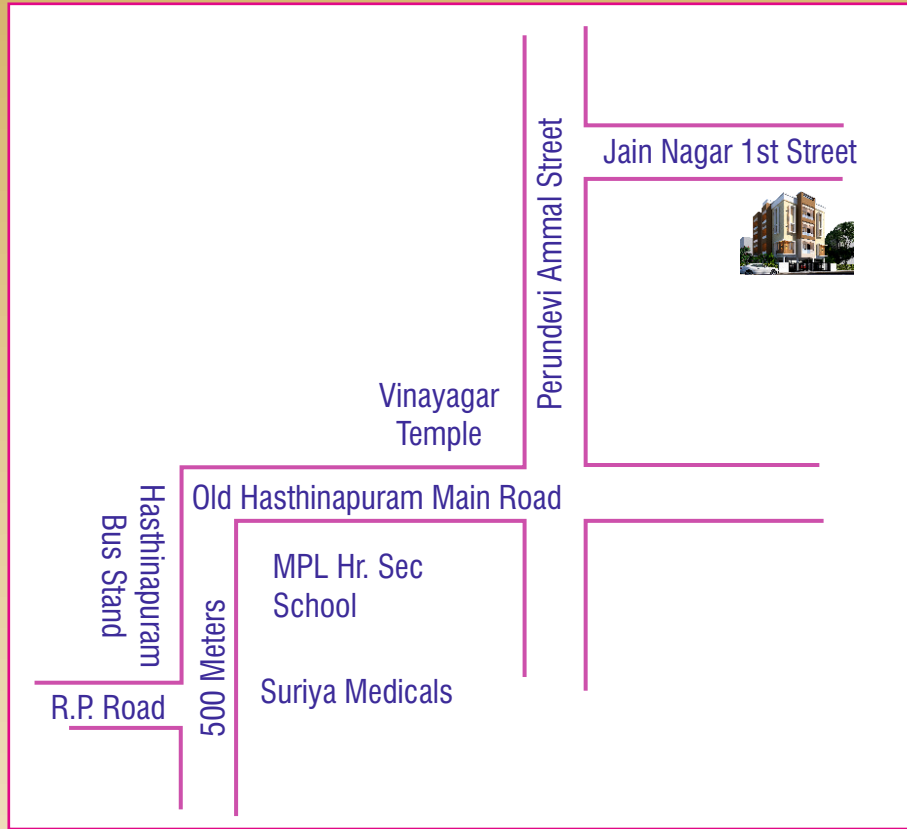 Perundevi Ammal Street
Jain Nagar 1st Street
Vinayagar
Temple
Old Hasthinapuram Main Road
Hasthinapuram
Bus Stand
MPL Hr. Sec
School
500 Meters
Suriya Medicals
R.P. Road